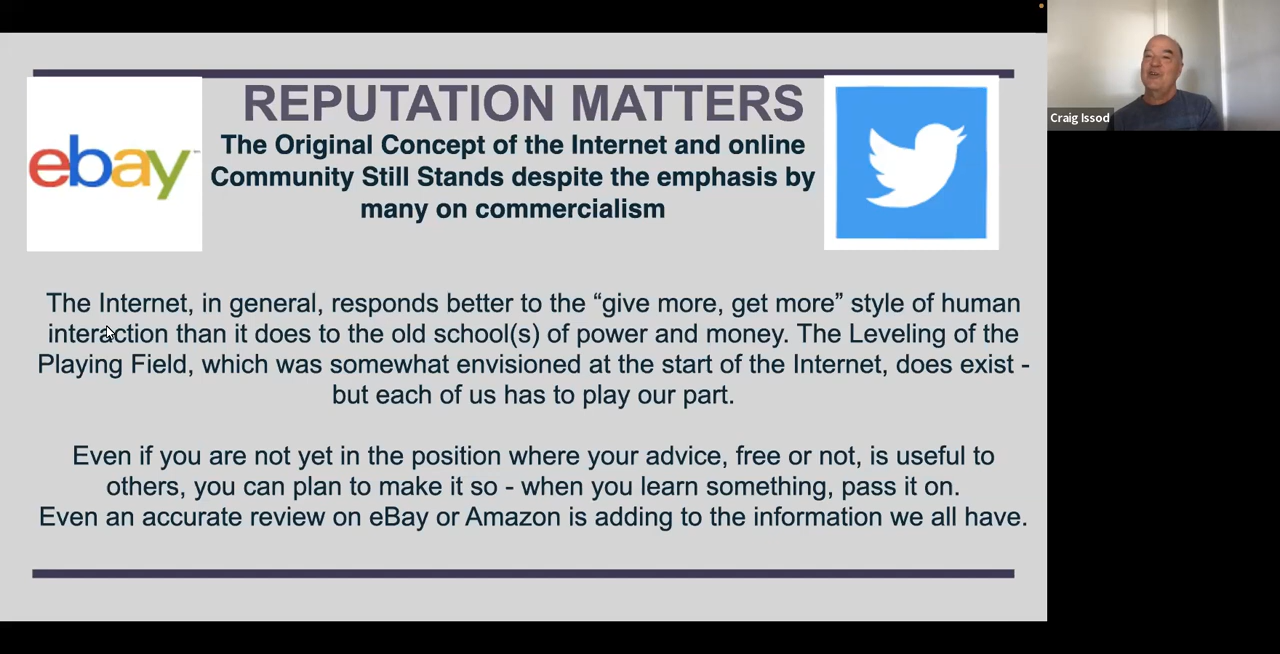 ebay
REPUTATION MATTERS
The Original Concept of the Internet and online
Community Still Stands despite the emphasis by
many on commercialism
Craig Issod
The Internet, in general, responds better to the “give more, get more” style of human
interaction than it does to the old school(s) of power and money. The Leveling of the
Playing Field, which was somewhat envisioned at the start of the Internet, does exist -
but each of us has to play our part.
Even if you are not yet in the position where your advice, free or not, is useful to
others, you can plan to make it so - when you learn something, pass it on.
Even an accurate review on eBay or Amazon is adding to the information we all have.